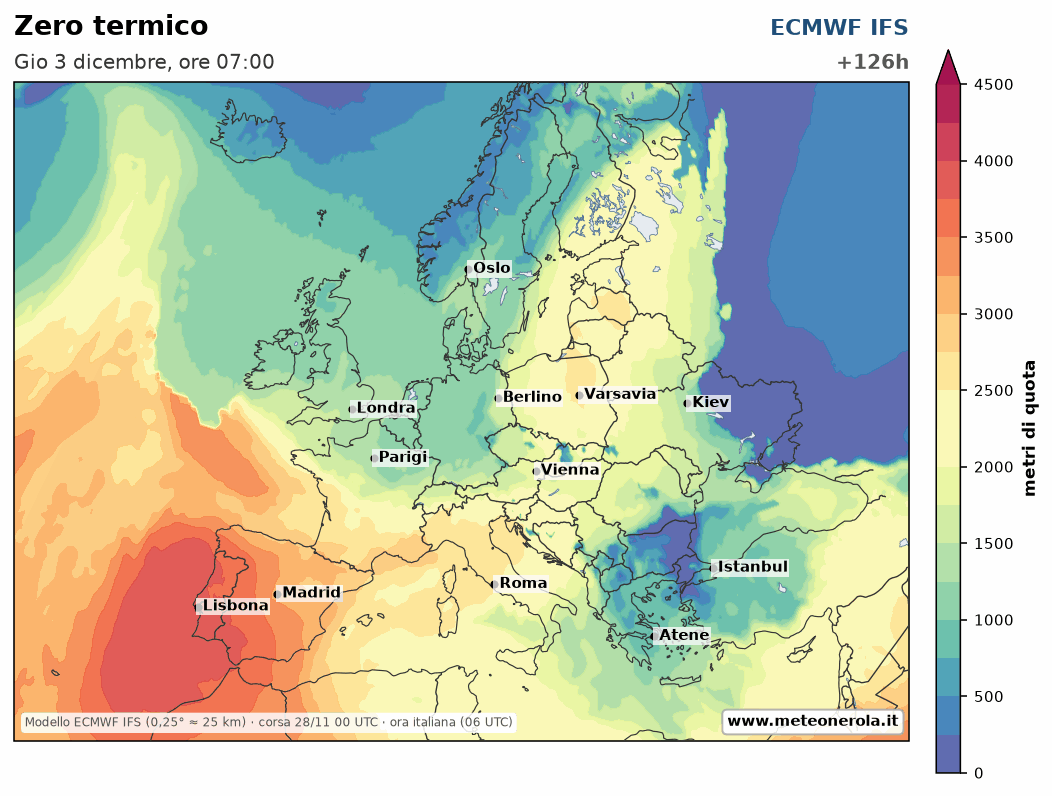 Zero termico
ECMWF IFS
Gio 3 dicembre, ore 07:00
+126h
4500
4000
3500
3000
2500
2000
1500
1000
500
0
metri di quota
Oslo
Berlino
Varsavia
Kiev
Londra
Parigi
Vienna
Istanbul
Roma
Madrid
Lisbona
Atene
Modello ECMWF IFS (0,25° ≈ 25 km) · corsa 28/11 00 UTC · ora italiana (06 UTC)
www.meteonerola.it